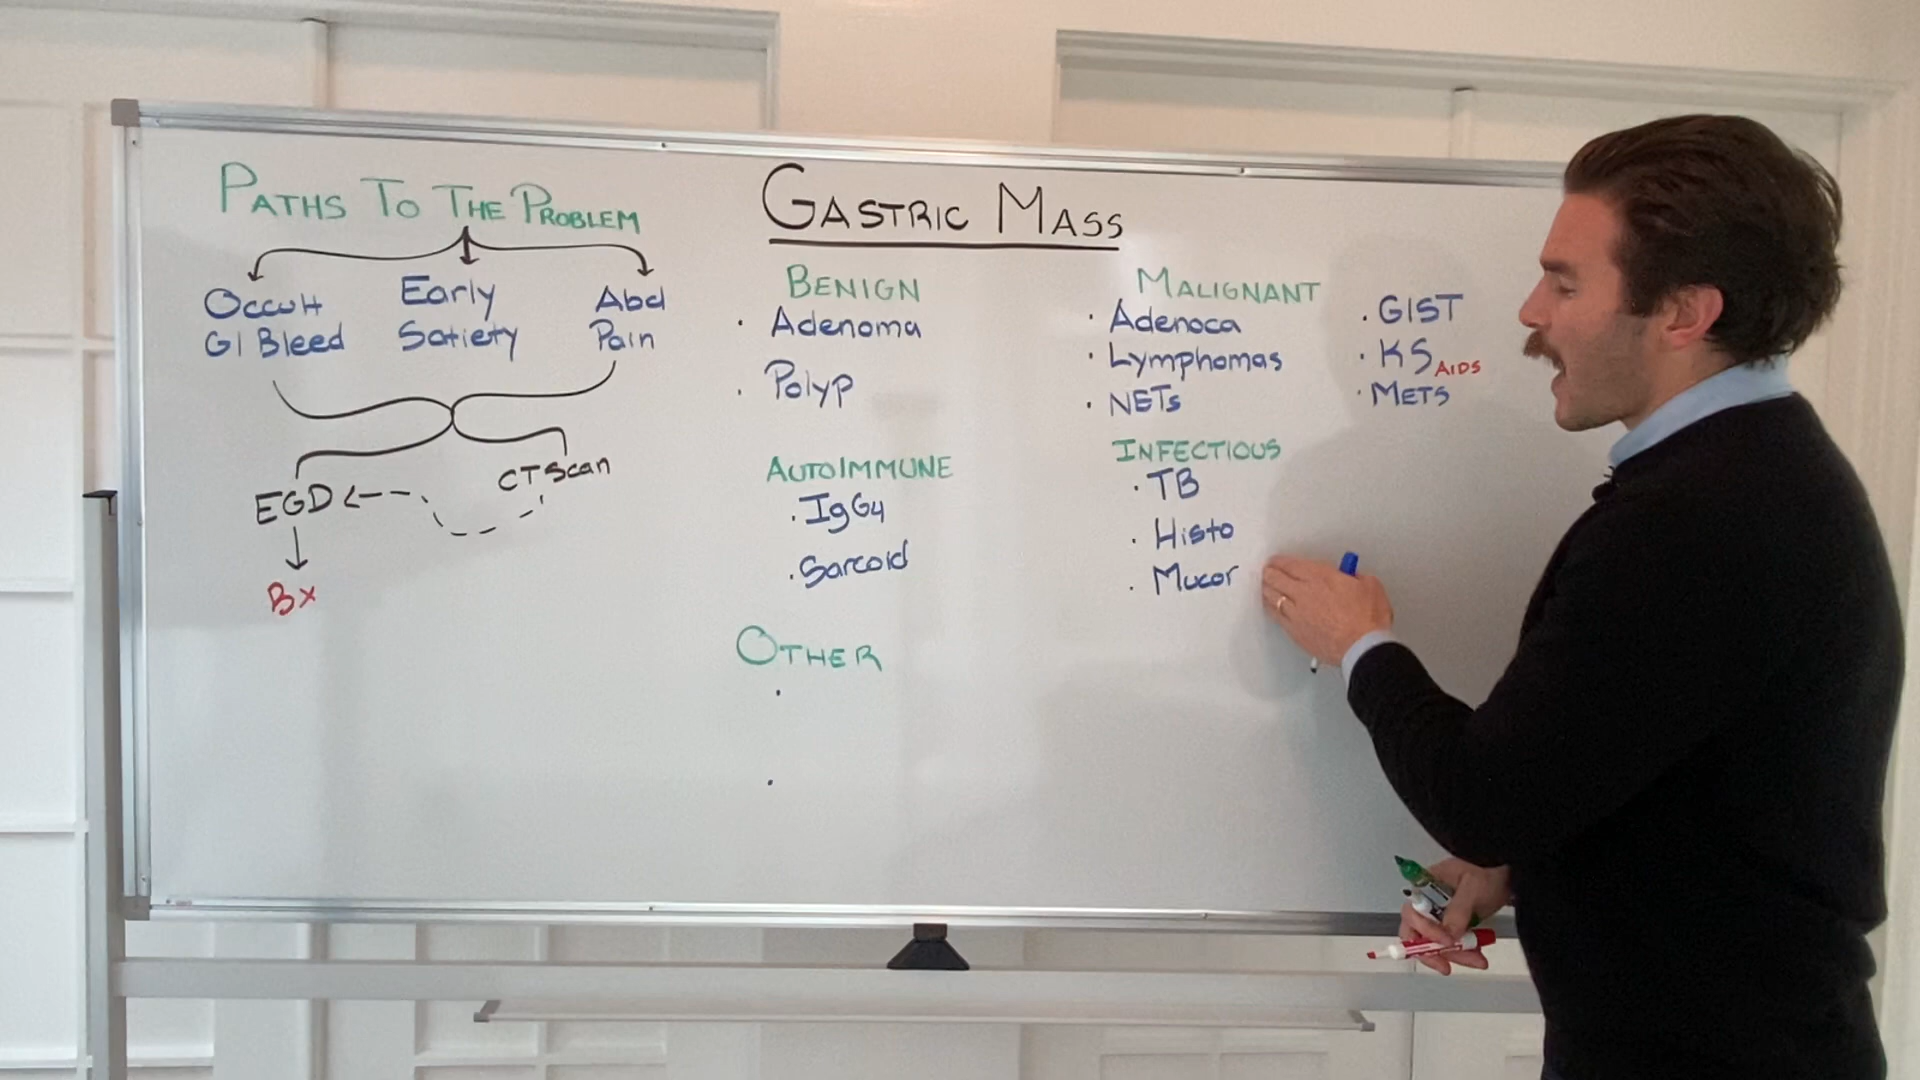 PATHS TO THE PROBLEM
Occult
GI Bleed
Early
Satiety
Abd
Pain
CT Scan
EGD
Bx
GASTRIC MASS
BENIGN
· Adenoma
· Polyp
AUTOIMMUNE
· IgG4
· Sarcoid
OTHER
·
·
MALIGNANT
· Adenoca
· Lymphomas
· NETs
· GIST
· KS AIDS
· METS
INFECTIOUS
· TB
· Histo
· Mucor